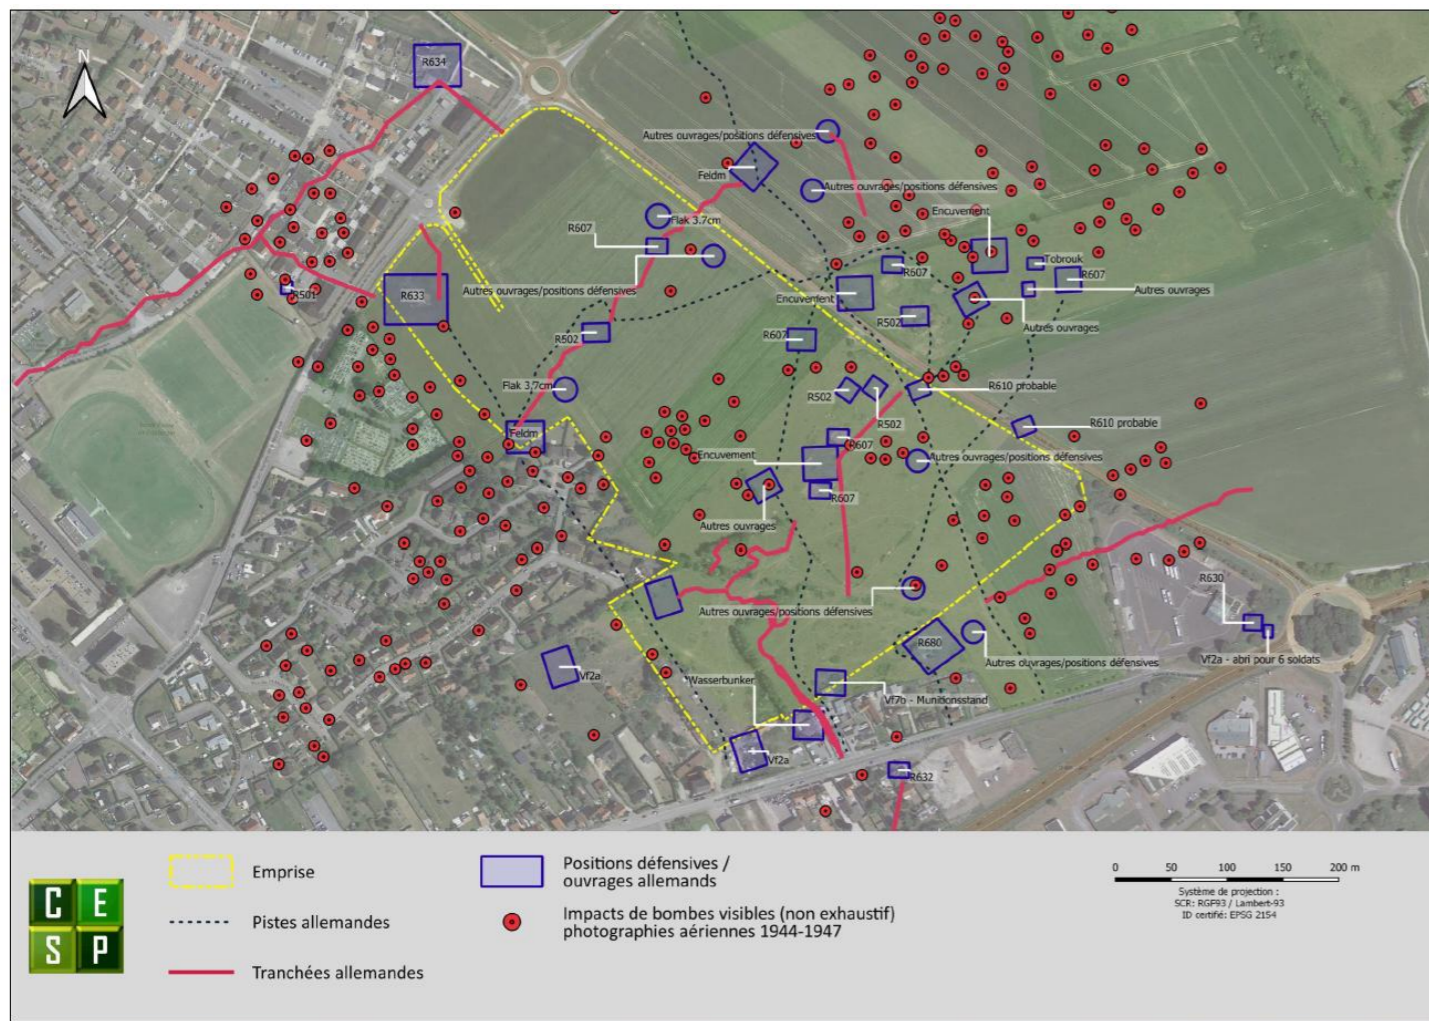 N
R634
Autres ouvrages/positions défensives
Feldm
Autres ouvrages/positions défensives
Encuvement
Flak 3.7cm
R607
Tobrouk
R607
R607
Autres ouvrages/positions défensives
R501
R633
Encuvement
Autres ouvrages
R502
Autres ouvrages
R502
R607
Flak 3.7cm
R502
R610 probable
R502
R610 probable
Feldm
R607
Encuvement
Autres ouvrages/positions défensives
R607
Autres ouvrages
R630
Autres ouvrages/positions défensives
R680
Vf2a - abri pour 6 soldats
Autres ouvrages/positions défensives
Vf2a
Wasserbunker
Vf7b - Munitionsstand
Vf2a
R632
C E
S P
Emprise
Pistes allemandes
Tranchées allemandes
Positions défensives /
ouvrages allemands
Impacts de bombes visibles (non exhaustif)
photographies aériennes 1944-1947
0 50 100 150 200 m
Système de projection :
SCR: RGF93 / Lambert-93
ID certifié: EPSG 2154